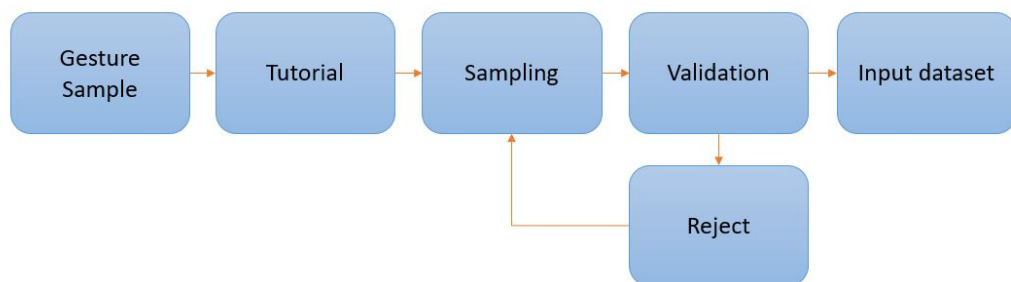 Gesture
Sample
Tutorial
Sampling
Validation
Input dataset
Reject